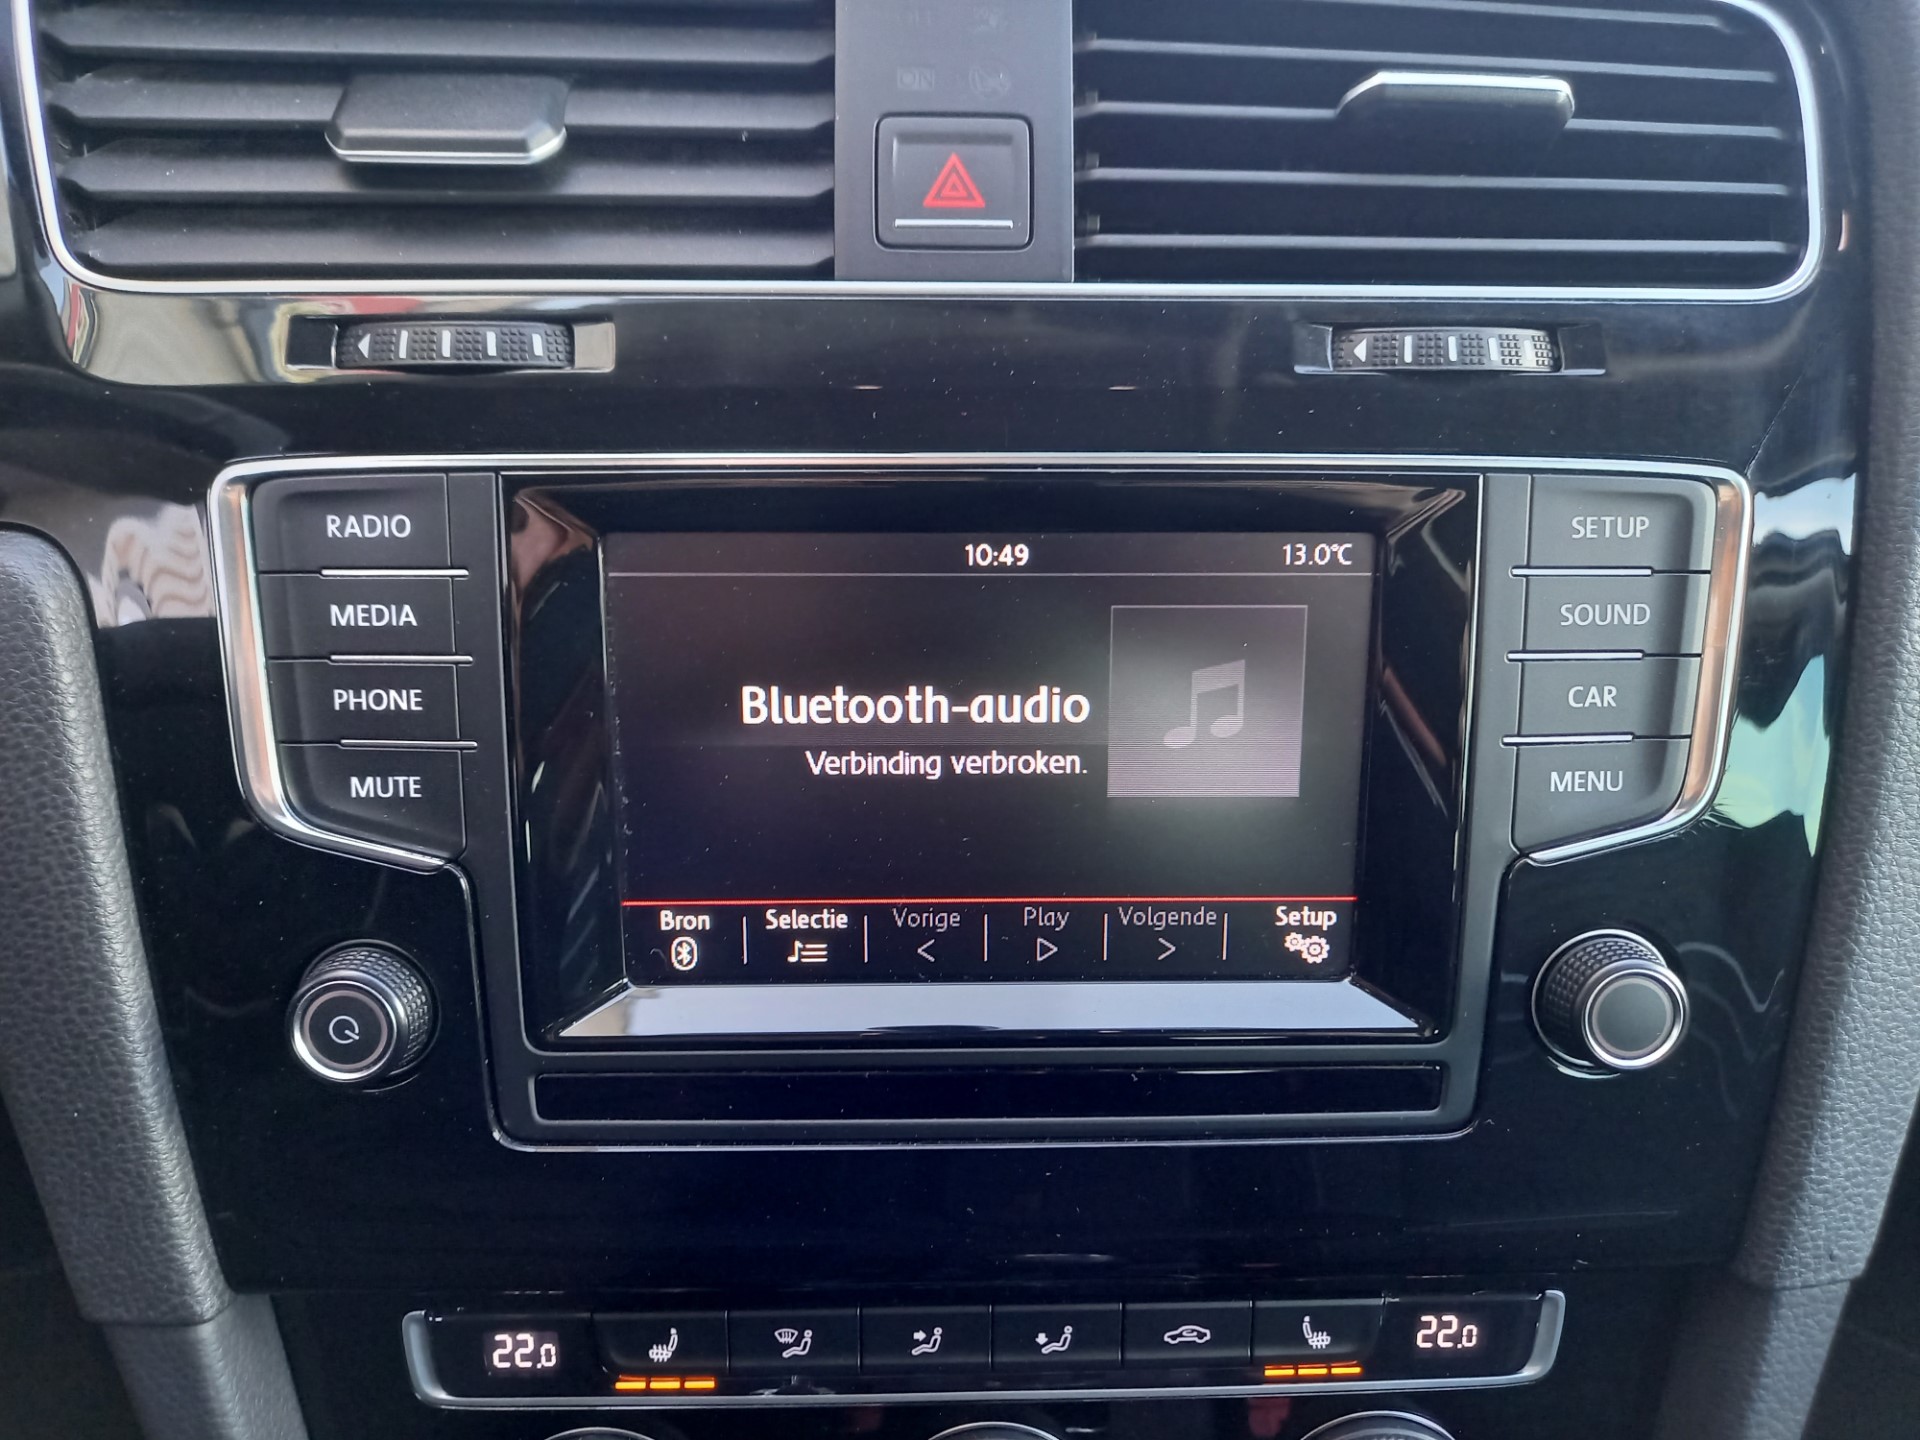 ON
RADIO
MEDIA
PHONE
MUTE
10:49
13.0°C
Bluetooth-audio
Verbinding verbroken.
Bron
Selectie
Vorige
Play
Volgende
Setup
SETUP
SOUND
CAR
MENU
22.0
22.0